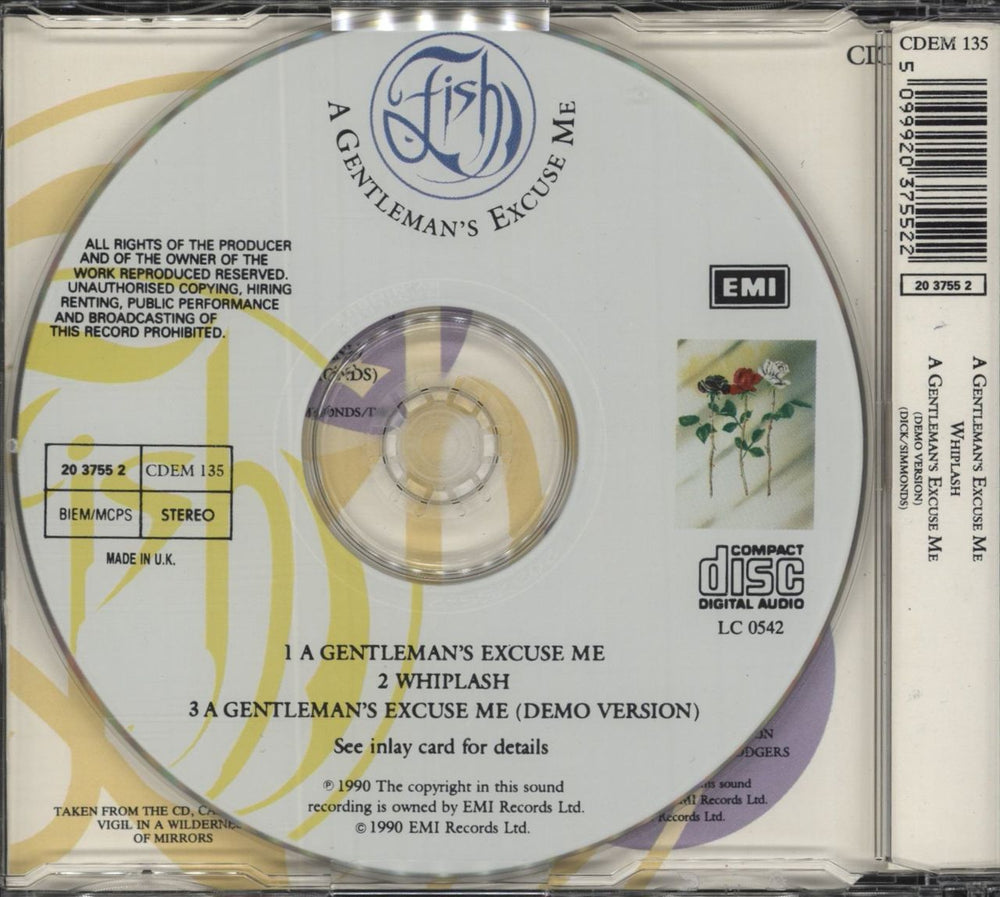 Fish
A GENTLEMAN'S EXCUSE ME
ALL RIGHTS OF THE PRODUCER
AND OF THE OWNER OF THE
WORK REPRODUCED RESERVED.
UNAUTHORISED COPYING, HIRING
RENTING, PUBLIC PERFORMANCE
AND BROADCASTING OF
THIS RECORD PROHIBITED.
EMI
20 3755 2
CDEM 135
BIEM/MCPS
STEREO
MADE IN U.K.
COMPACT
disc
DIGITAL AUDIO
LC 0542
1 A GENTLEMAN'S EXCUSE ME
2 WHIPLASH
3 A GENTLEMAN'S EXCUSE ME (DEMO VERSION)
See inlay card for details
℗ 1990 The copyright in this sound
recording is owned by EMI Records Ltd.
© 1990 EMI Records Ltd.
TAKEN FROM THE CD,
VIGIL IN A
OF MIRRORS
sound
Records Ltd.
Records Ltd.
CDEM 135
5 099920 375522
20 3755 2
A GENTLEMAN'S EXCUSE ME
WHIPLASH
A GENTLEMAN'S EXCUSE ME
(DEMO VERSION)
(DICK/SIMMONDS)